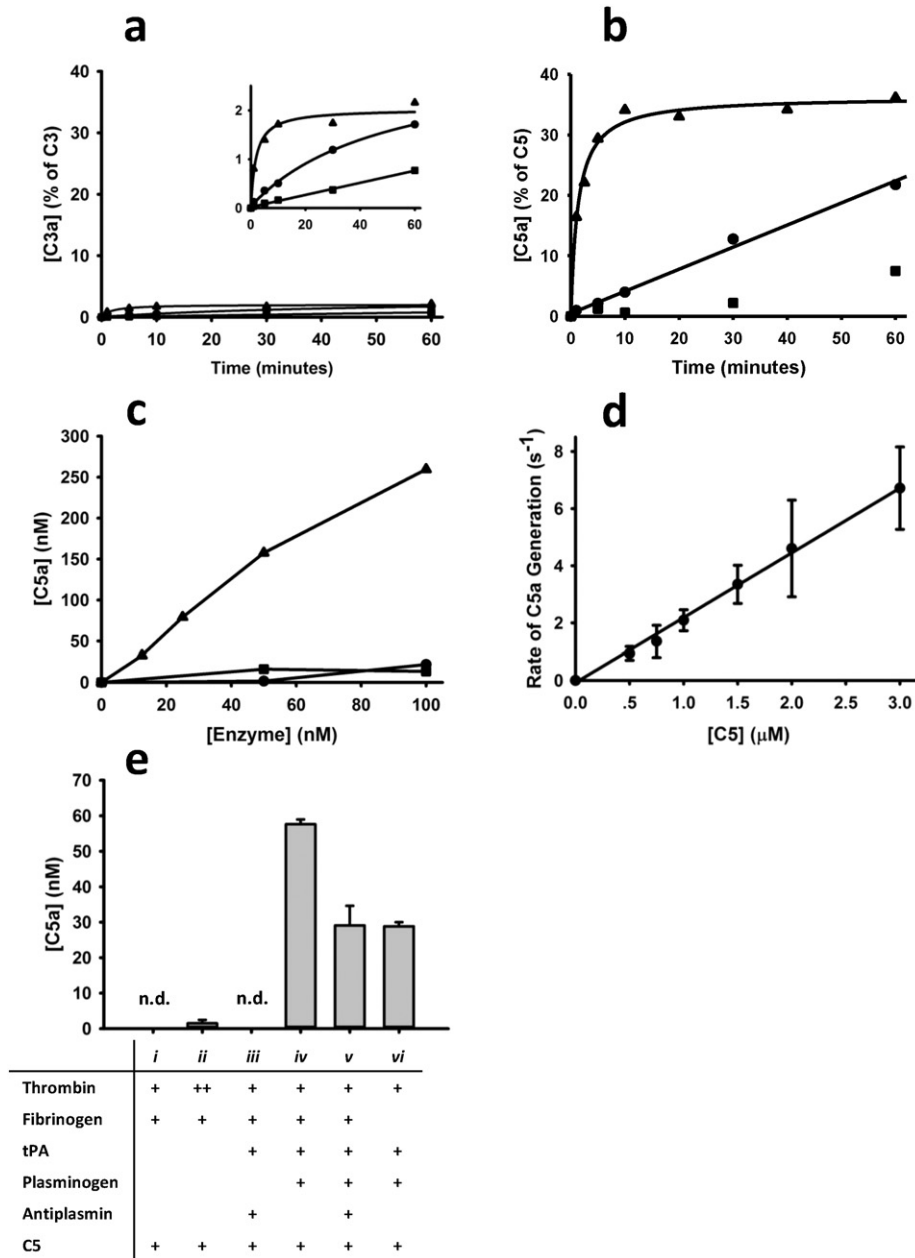 a
[C3a] (% of C3)
40
30
20
10
0
2
1
0
0 20 40 60
0 10 20 30 40 50 60
Time (minutes)
b
[C5a] (% of C5)
40
30
20
10
0
0 10 20 30 40 50 60
Time (minutes)
c
[C5a] (nM)
300
250
200
150
100
50
0
0 20 40 60 80 100
[Enzyme] (nM)
d
Rate of C5a Generation (s⁻¹)
8
6
4
2
0
0.0 .5 1.0 1.5 2.0 2.5 3.0
[C5] (μM)
e
[C5a] (nM)
70
60
50
40
30
20
10
0
n.d. n.d.
i ii iii iv v vi
Thrombin + ++ + + + +
Fibrinogen + + + + +
tPA + + + +
Plasminogen + + +
Antiplasmin + +
C5 + + + + + +